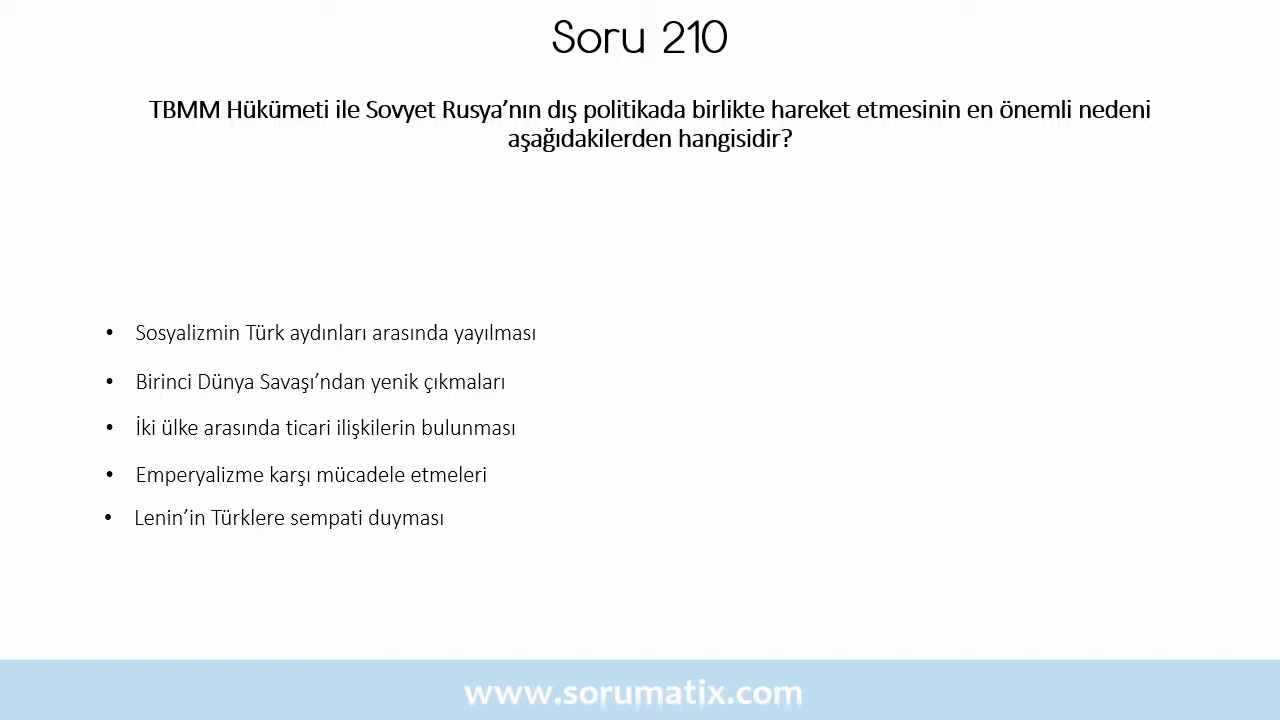 Soru 210
TBMM Hükümeti ile Sovyet Rusya’nın dış politikada birlikte hareket etmesinin en önemli nedeni
aşağıdakilerden hangisidir?
• Sosyalizmin Türk aydınları arasında yayılması
• Birinci Dünya Savaşı’ndan yenik çıkmaları
• İki ülke arasında ticari ilişkilerin bulunması
• Emperyalizme karşı mücadele etmeleri
• Lenin’in Türklere sempati duyması
www.sorumatix.com